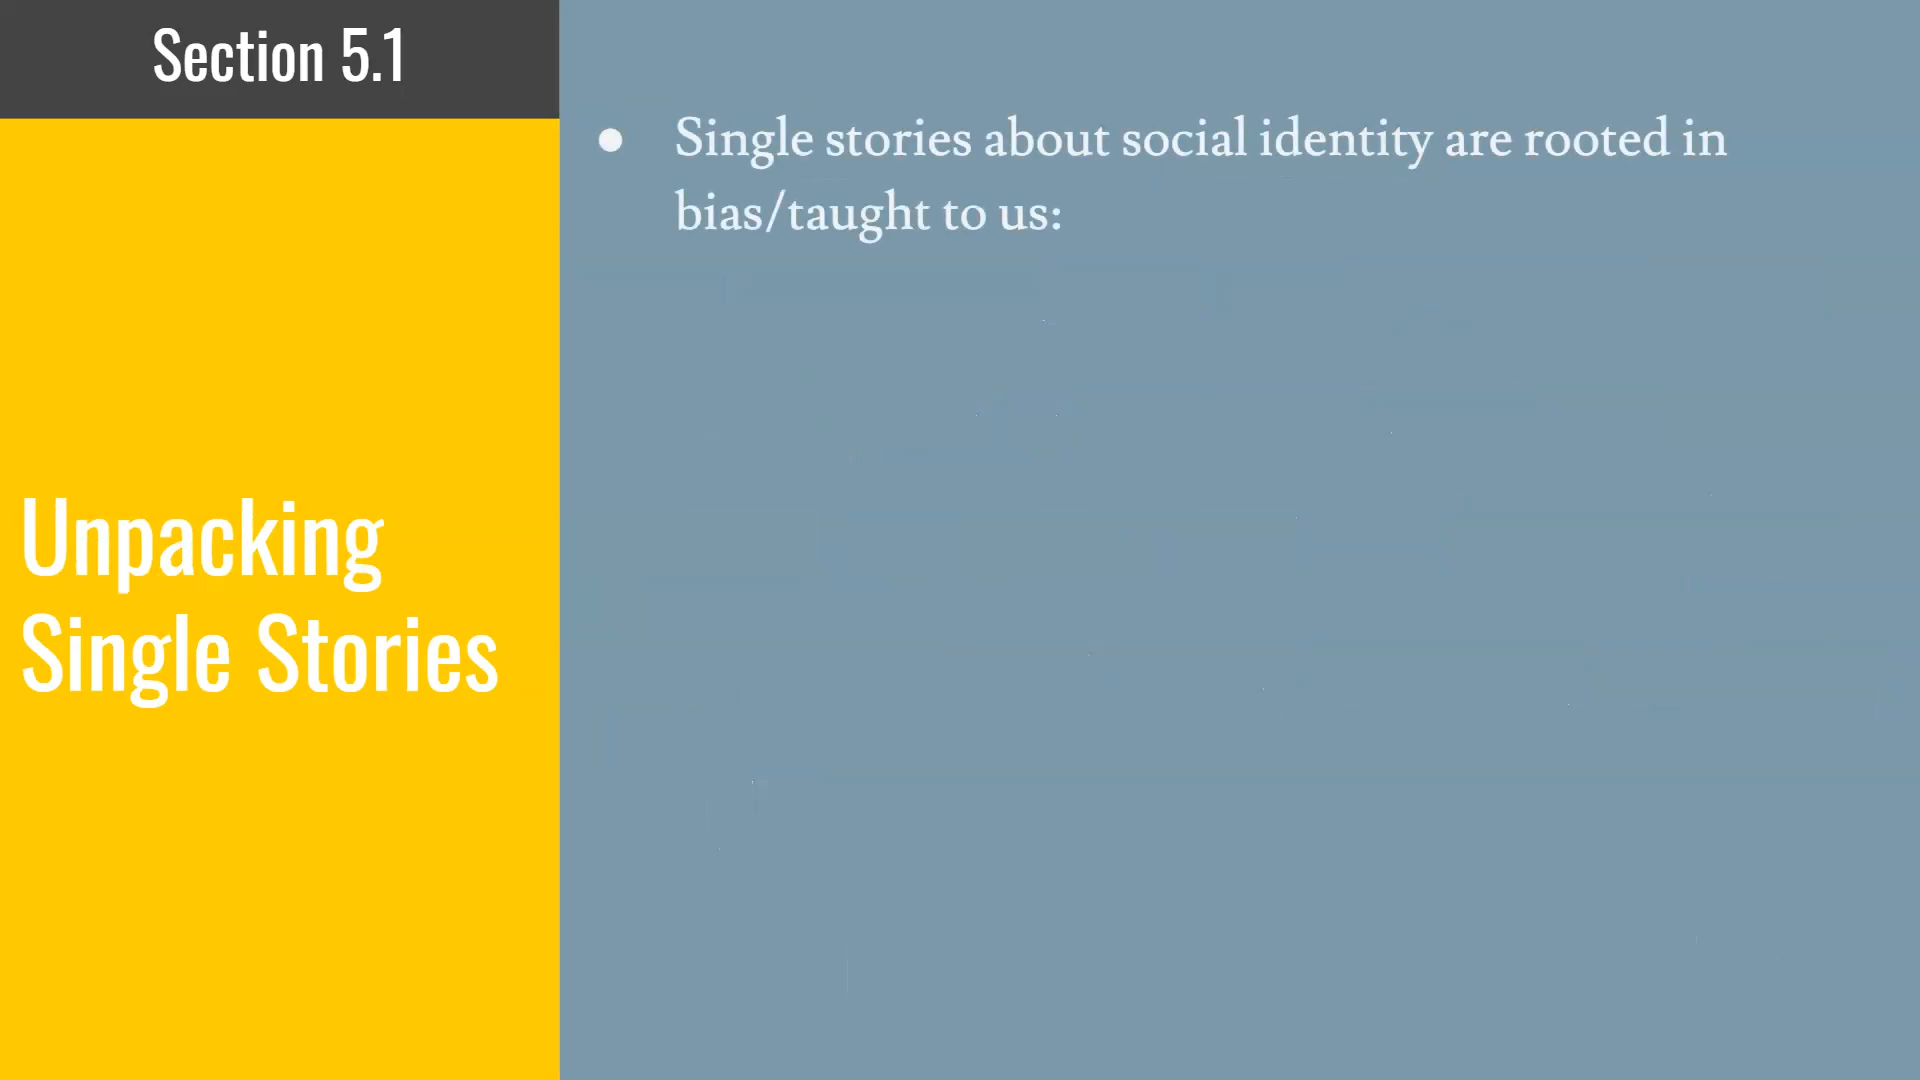 Section 5.1
Unpacking
Single Stories
● Single stories about social identity are rooted in
bias/taught to us: